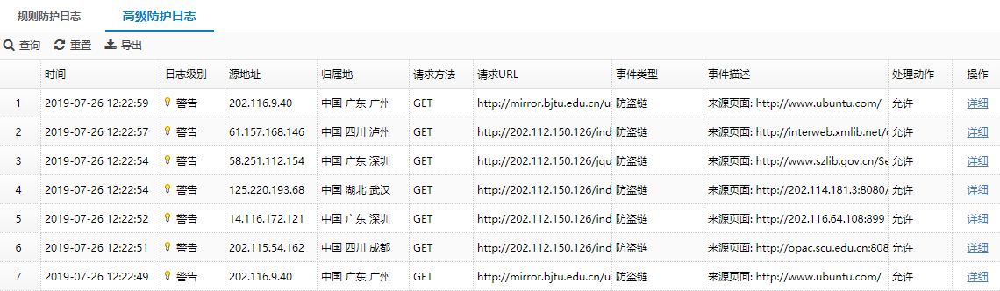 规则防护日志 高级防护日志
查询 重置 导出
时间 日志级别 源地址 归属地 请求方法 请求URL 事件类型 事件描述 处理动作 操作
1 2019-07-26 12:22:59 警告 202.116.9.40 中国 广东 广州 GET http://mirror.bjtu.edu.cn/u 防盗链 来源页面: http://www.ubuntu.com/ 允许 详细
2 2019-07-26 12:22:57 警告 61.157.168.146 中国 四川 泸州 GET http://202.112.150.126/ind 防盗链 来源页面: http://interweb.xmlib.net/ 允许 详细
3 2019-07-26 12:22:54 警告 58.251.112.154 中国 广东 深圳 GET http://202.112.150.126/jqu 防盗链 来源页面: http://www.szlib.gov.cn/Se 允许 详细
4 2019-07-26 12:22:54 警告 125.220.193.68 中国 湖北 武汉 GET http://202.112.150.126/ind 防盗链 来源页面: http://202.114.181.3:8080/ 允许 详细
5 2019-07-26 12:22:52 警告 14.116.172.121 中国 广东 深圳 GET http://202.112.150.126/ind 防盗链 来源页面: http://202.116.64.108:8991 允许 详细
6 2019-07-26 12:22:51 警告 202.115.54.162 中国 四川 成都 GET http://202.112.150.126/ind 防盗链 来源页面: http://opac.scu.edu.cn:808 允许 详细
7 2019-07-26 12:22:49 警告 202.116.9.40 中国 广东 广州 GET http://mirror.bjtu.edu.cn/u 防盗链 来源页面: http://www.ubuntu.com/ 允许 详细